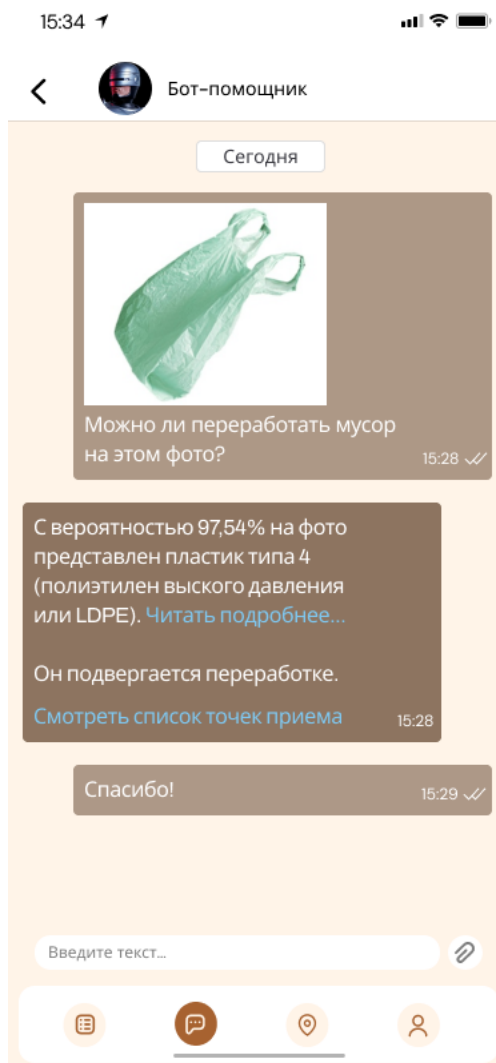 15:34
Бот-помощник
Сегодня
Можно ли переработать мусор
на этом фото?
15:28
С вероятностью 97,54% на фото
представлен пластик типа 4
(полиэтилен выского давления
или LDPE). Читать подробнее...
Он подвергается переработке.
Смотреть список точек приема
15:28
Спасибо!
15:29
Введите текст...